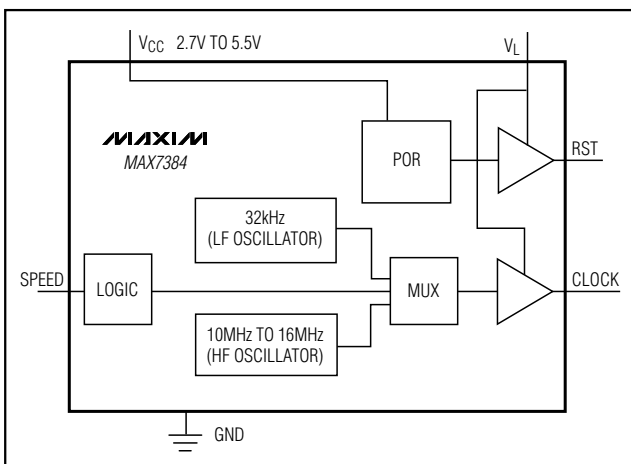 VCC 2.7V TO 5.5V
VL
MAXIM
MAX7384
POR
RST
32kHz
(LF OSCILLATOR)
SPEED
LOGIC
MUX
CLOCK
10MHz TO 16MHz
(HF OSCILLATOR)
GND